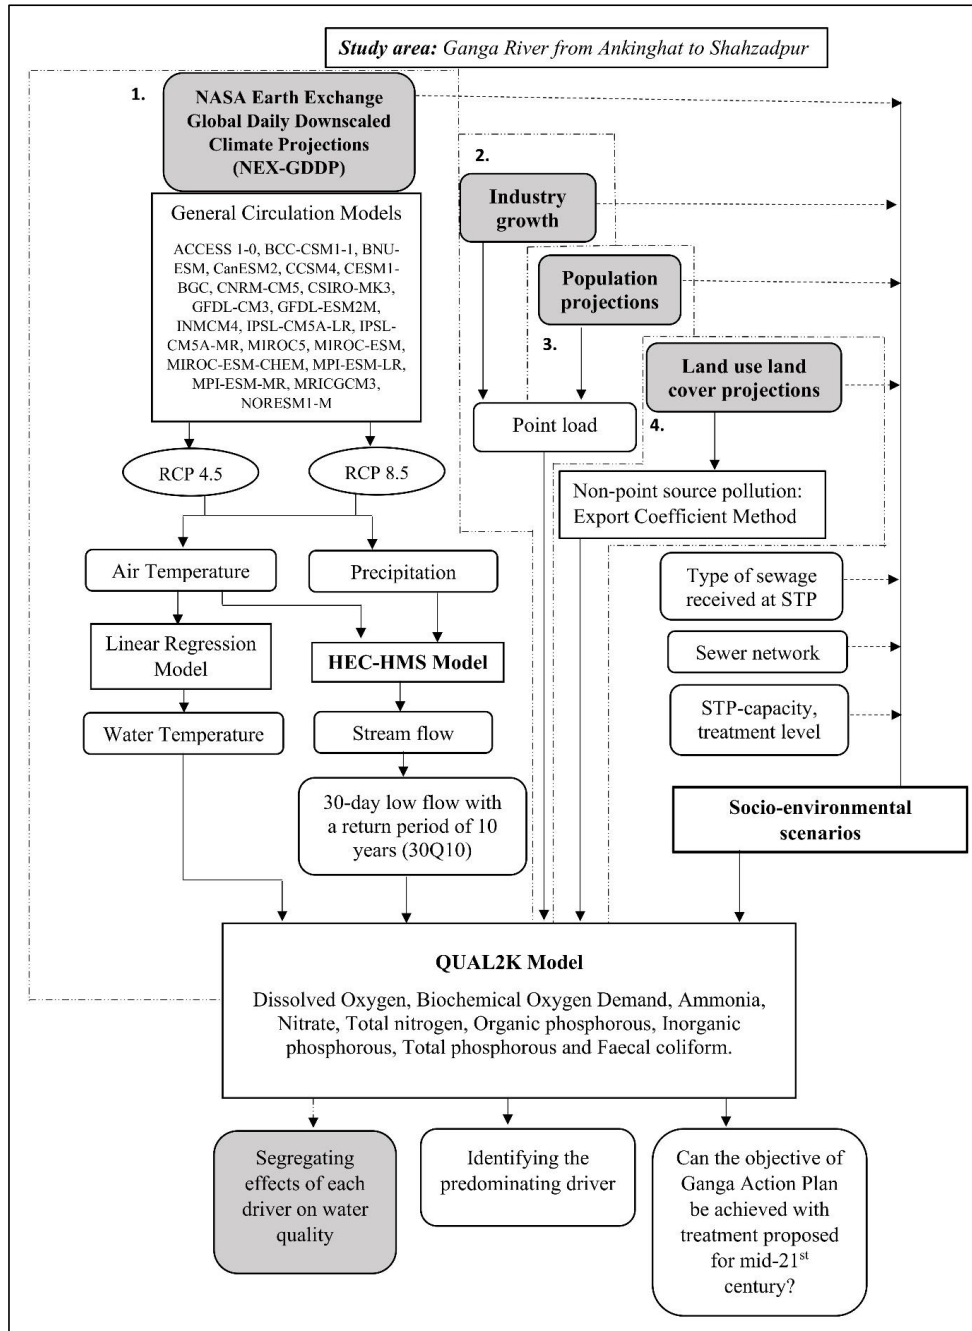 Study area: Ganga River from Ankinghat to Shahzadpur
1.
NASA Earth Exchange
Global Daily Downscaled
Climate Projections
(NEX-GDDP)
General Circulation Models
ACCESS 1-0, BCC-CSM1-1, BNU-
ESM, CanESM2, CCSM4, CESM1-
BGC, CNRM-CM5, CSIRO-MK3,
GFDL-CM3, GFDL-ESM2M,
INMCM4, IPSL-CM5A-LR, IPSL-
CM5A-MR, MIROC5, MIROC-ESM,
MIROC-ESM-CHEM, MPI-ESM-LR,
MPI-ESM-MR, MRICGCM3,
NORESM1-M
2.
Industry
growth
Population
projections
3.
Land use land
cover projections
4.
Point load
RCP 4.5
RCP 8.5
Non-point source pollution:
Export Coefficient Method
Air Temperature
Precipitation
Type of sewage
received at STP
Linear Regression
Model
HEC-HMS Model
Sewer network
Water Temperature
Stream flow
STP-capacity,
treatment level
30-day low flow with
a return period of 10
years (30Q10)
Socio-environmental
scenarios
QUAL2K Model
Dissolved Oxygen, Biochemical Oxygen Demand, Ammonia,
Nitrate, Total nitrogen, Organic phosphorous, Inorganic
phosphorous, Total phosphorous and Faecal coliform.
Segregating
effects of each
driver on water
quality
Identifying the
predominating driver
Can the objective of
Ganga Action Plan
be achieved with
treatment proposed
for mid-21st
century?